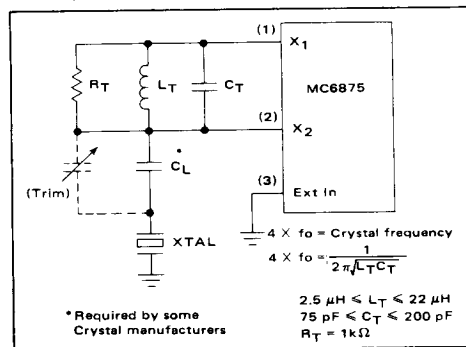 (1)
X1
RT
LT
CT
MC6875
(2)
X2
C•L
(Trim)
(3)
Ext In
XTAL
4 X fo = Crystal frequency
4 X fo = 1 / 2π√LTCT
*Required by some
Crystal manufacturers
2.5 μH ≤ LT ≤ 22 μH
75 pF ≤ CT ≤ 200 pF
RT = 1kΩ